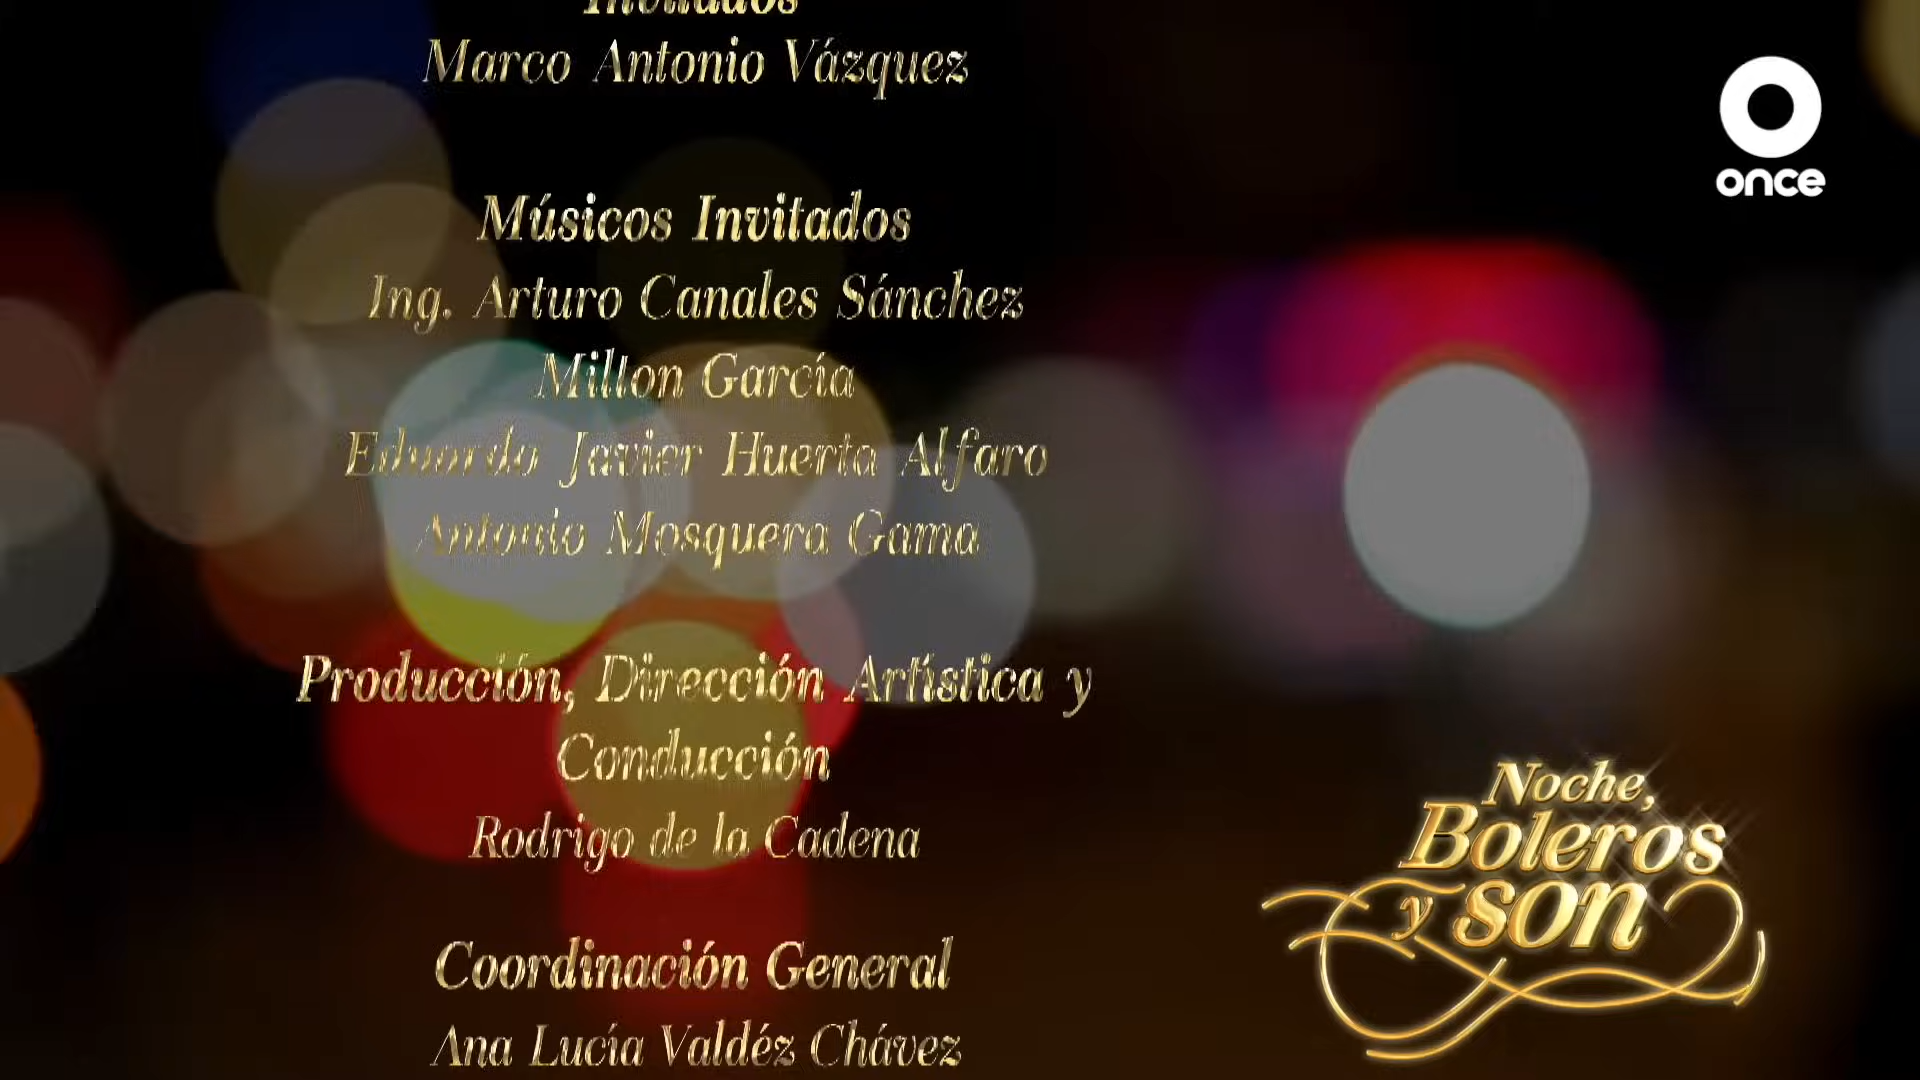 Invitados
Marco Antonio Vázquez
Músicos Invitados
Ing. Arturo Canales Sánchez
Millon García
Eduardo Javier Huerta Alfaro
Antonio Mosquera Gama
Producción, Dirección Artística y
Conducción
Rodrigo de la Cadena
Coordinación General
Ana Lucía Valdéz Chávez
once
Noche,
Boleros
y son